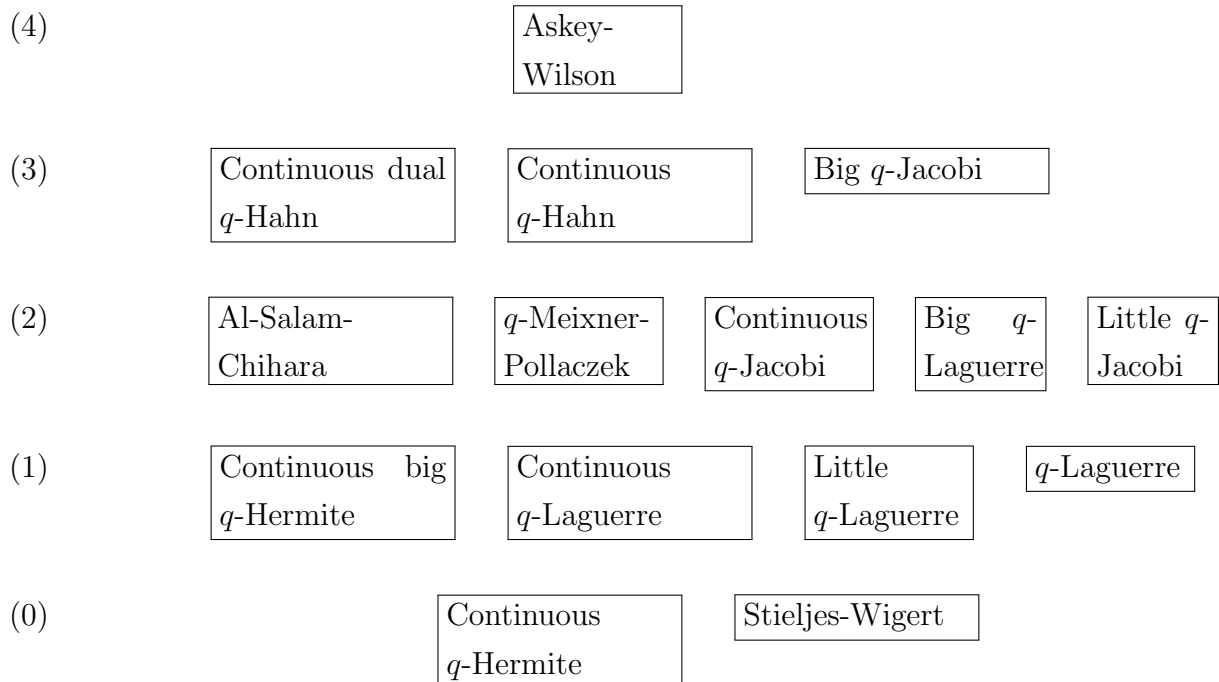 (4)
Askey-
Wilson
(3)
Continuous dual
q-Hahn
Continuous
q-Hahn
Big q-Jacobi
(2)
Al-Salam-
Chihara
q-Meixner-
Pollaczek
Continuous
q-Jacobi
Big q-
Laguerre
Little q-
Jacobi
(1)
Continuous big
q-Hermite
Continuous
q-Laguerre
Little
q-Laguerre
q-Laguerre
(0)
Continuous
q-Hermite
Stieljes-Wigert